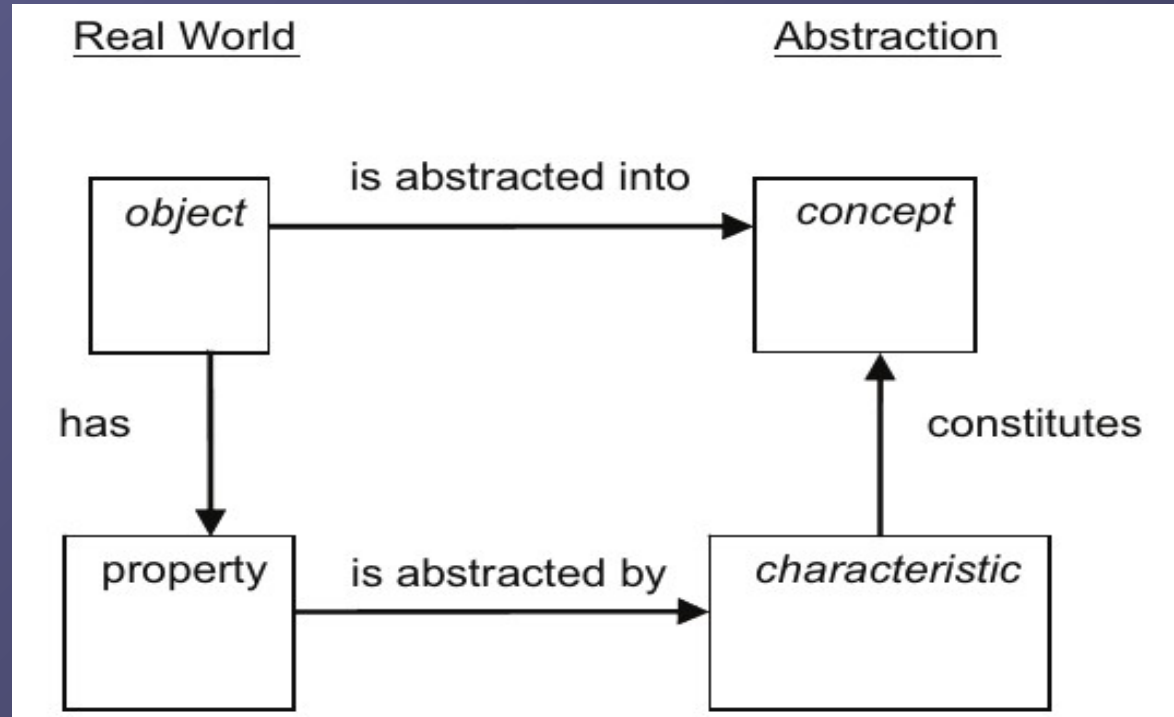 Real World
Abstraction
is abstracted into
object
concept
has
constitutes
property
is abstracted by
characteristic